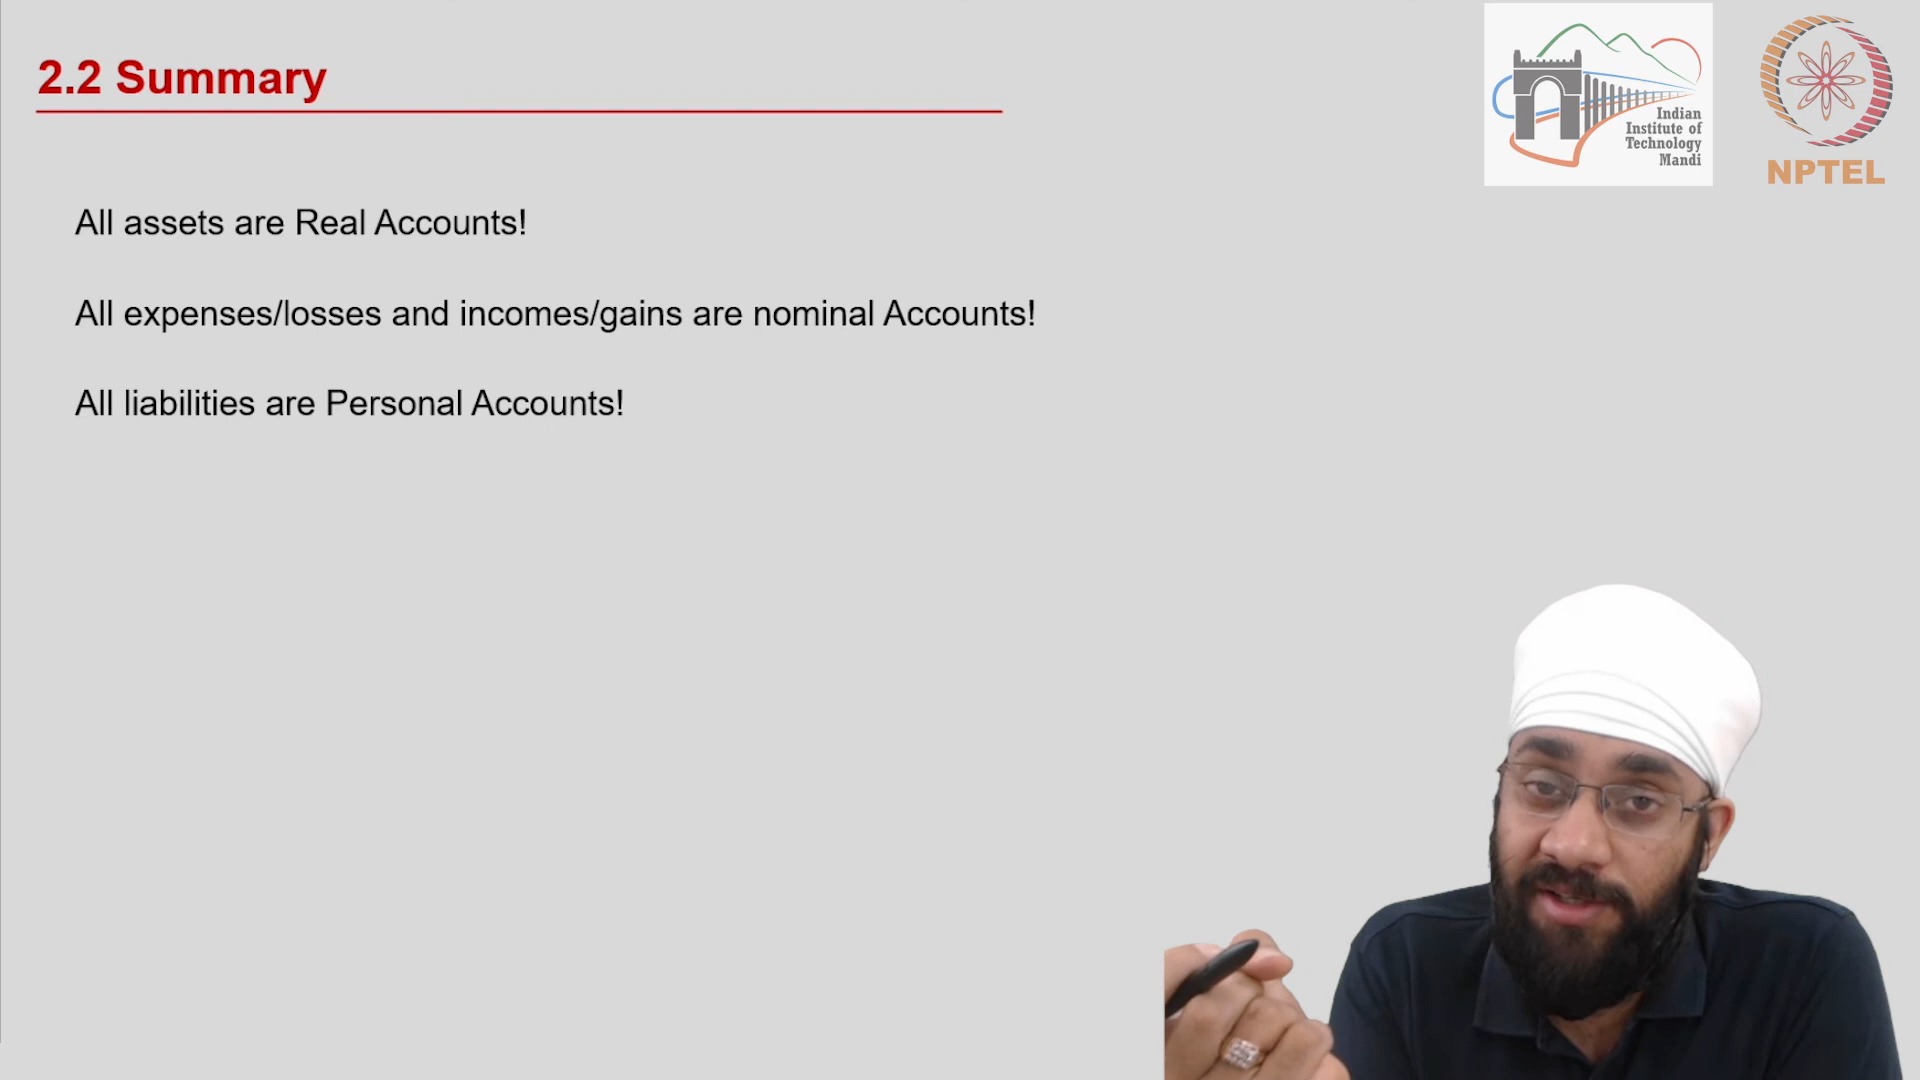 2.2 Summary
All assets are Real Accounts!
All expenses/losses and incomes/gains are nominal Accounts!
All liabilities are Personal Accounts!
Indian
Institute of
Technology
Mandi
NPTEL